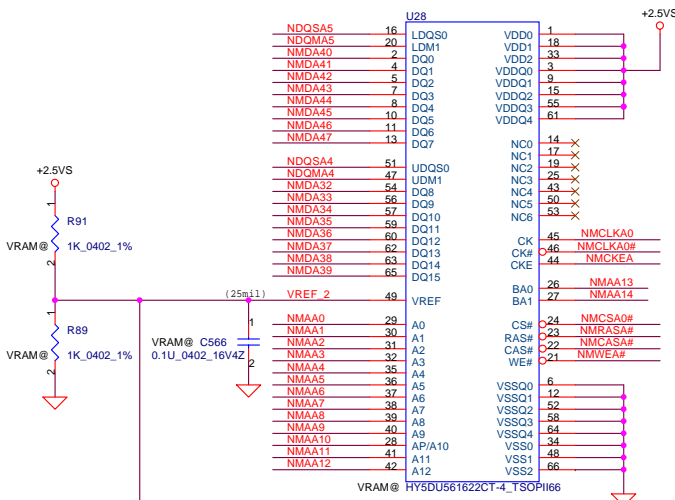 U28
+2.5VS
NDQSA5 16 LDQS0 VDD0 1
NDQMA5 20 LDM1 VDD1 18
NMDA40 2 DQ0 VDD2 33
NMDA41 4 DQ1 VDDQ0 3
NMDA42 5 DQ2 VDDQ1 9
NMDA43 7 DQ3 VDDQ2 15
NMDA44 8 DQ4 VDDQ3 55
NMDA45 10 DQ5 VDDQ4 61
NMDA46 11 DQ6
NMDA47 13 DQ7 NC0 14
NC1 17
NDQSA4 51 UDQS0 NC2 19
NDQMA4 47 UDM1 NC3 25
NMDA32 54 DQ8 NC4 43
NMDA33 56 DQ9 NC5 50
NMDA34 57 DQ10 NC6 53
NMDA35 59 DQ11
NMDA36 60 DQ12 CK 45 NMCLKA0
NMDA37 62 DQ13 CK# 46 NMCLKA0#
NMDA38 63 DQ14 CKE 44 NMCKEA
NMDA39 65 DQ15
BA0 26 NMAA13
(25mil) VREF_2 49 VREF BA1 27 NMAA14
NMAA0 29 A0 CS# 24 NMCSA0#
NMAA1 30 A1 RAS# 23 NMRASA#
NMAA2 31 A2 CAS# 22 NMCASA#
NMAA3 32 A3 WE# 21 NMWEA#
NMAA4 35 A4
NMAA5 36 A5 VSSQ0 6
NMAA6 37 A6 VSSQ1 12
NMAA7 38 A7 VSSQ2 52
NMAA8 39 A8 VSSQ3 58
NMAA9 40 A9 VSSQ4 64
NMAA10 28 AP/A10 VSS0 34
NMAA11 41 A11 VSS1 48
NMAA12 42 A12 VSS2 66
VRAM@ HY5DU561622CT-4_TSOPII66
+2.5VS
1
R91
VRAM@ 1K_0402_1%
2
1
R89
VRAM@ 1K_0402_1%
2
1
VRAM@ C566
0.1U_0402_16V4Z
2